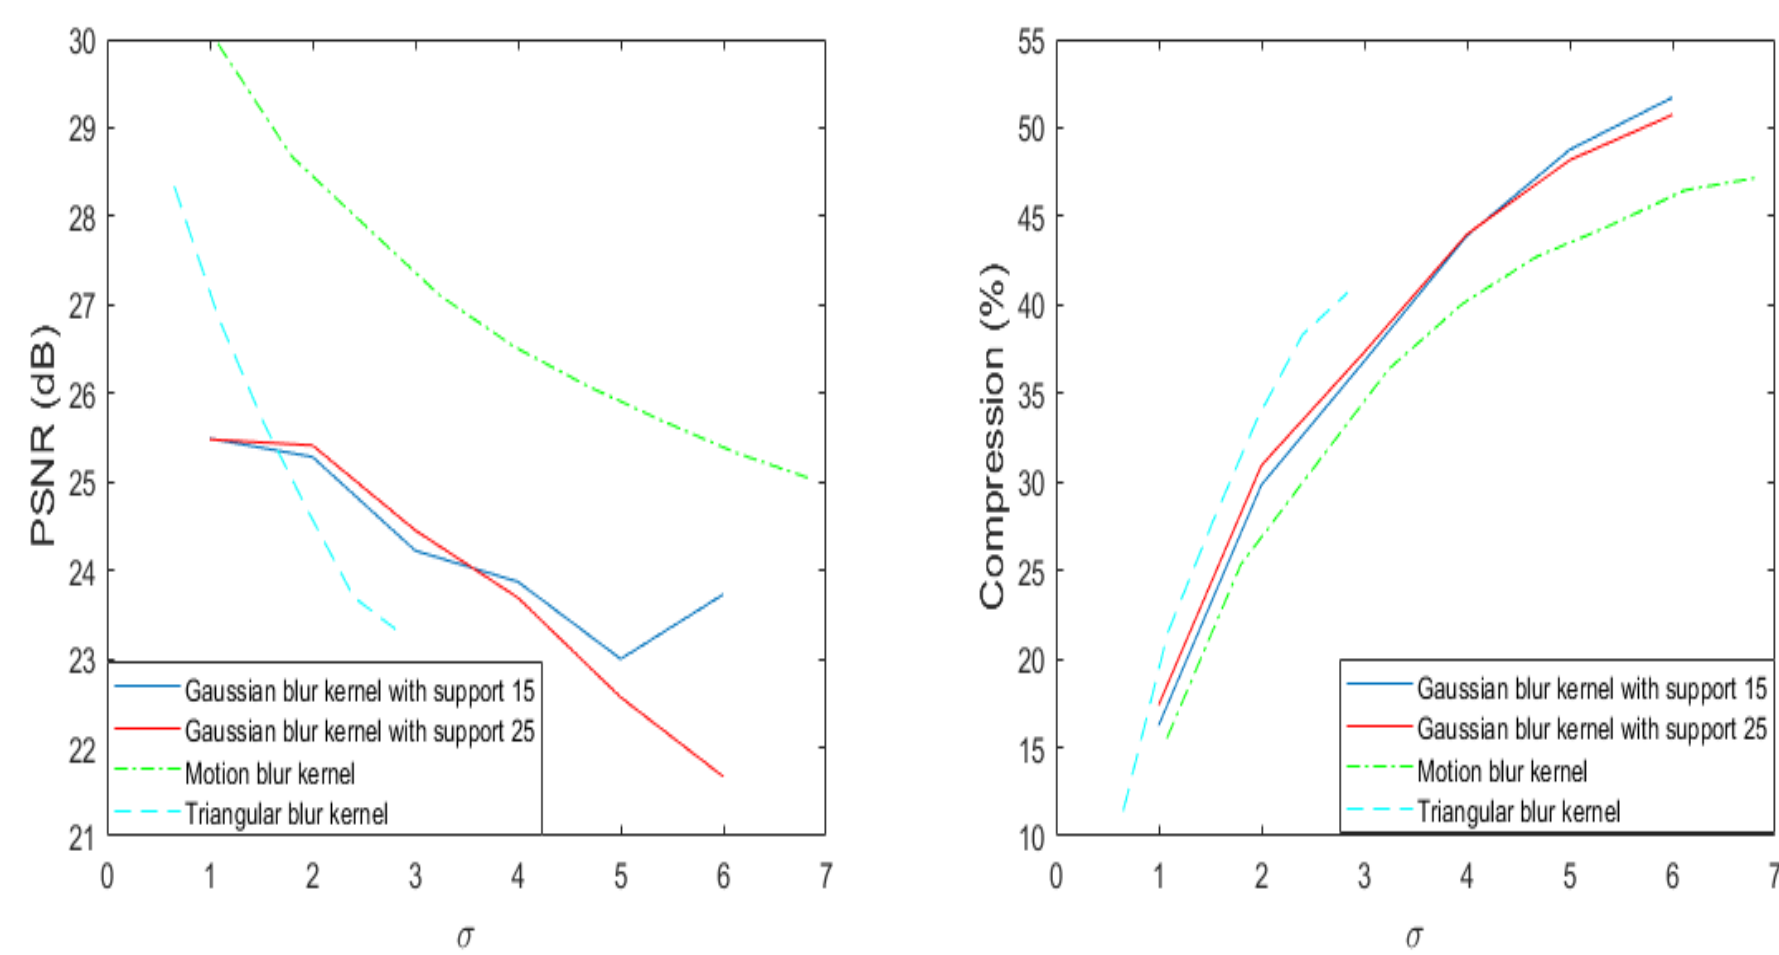 30
29
28
27
26
25
24
23
22
21
PSNR (dB)
Gaussian blur kernel with support 15
Gaussian blur kernel with support 25
Motion blur kernel
Triangular blur kernel
0 1 2 3 4 5 6 7
σ
55
50
45
40
35
30
25
20
15
10
Compression (%)
Gaussian blur kernel with support 15
Gaussian blur kernel with support 25
Motion blur kernel
Triangular blur kernel
0 1 2 3 4 5 6 7
σ